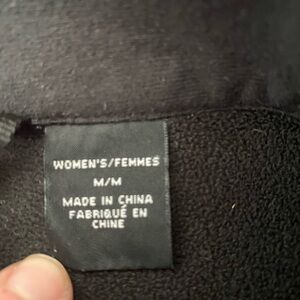 WOMEN'S/FEMMES
M/M
MADE IN CHINA
FABRIQUÉ EN
CHINE